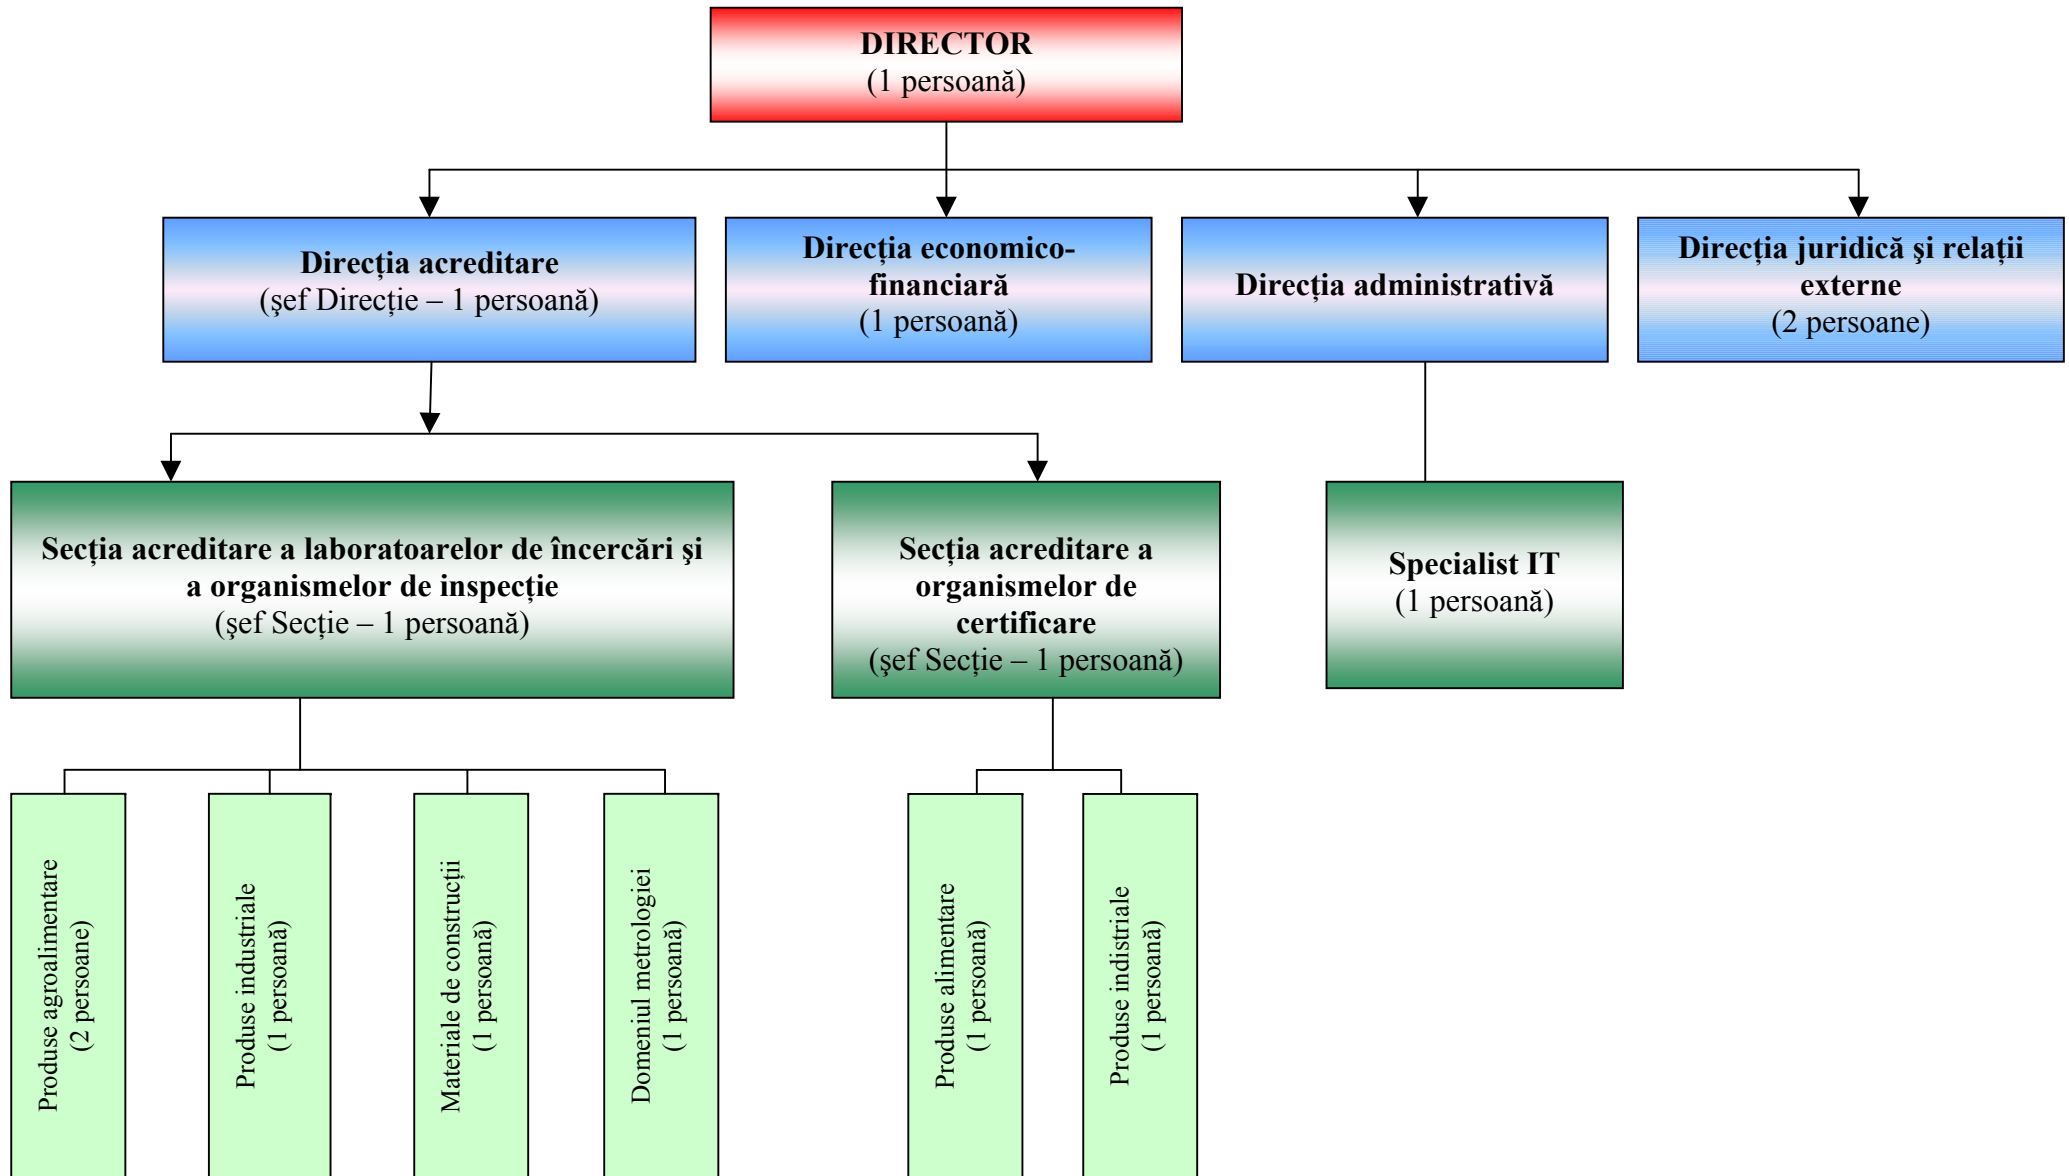 DIRECTOR
(1 persoană)
Direcția acreditare
(şef Direcție – 1 persoană)
Direcția economico-
financiară
(1 persoană)
Direcția administrativă
Direcția juridică şi relații
externe
(2 persoane)
Secția acreditare a laboratoarelor de încercări şi
a organismelor de inspecție
(şef Secție – 1 persoană)
Secția acreditare a
organismelor de
certificare
(şef Secție – 1 persoană)
Specialist IT
(1 persoană)
Produse agroalimentare
(2 persoane)
Produse industriale
(1 persoană)
Materiale de construcții
(1 persoană)
Domeniul metrologiei
(1 persoană)
Produse alimentare
(1 persoană)
Produse indistriale
(1 persoană)